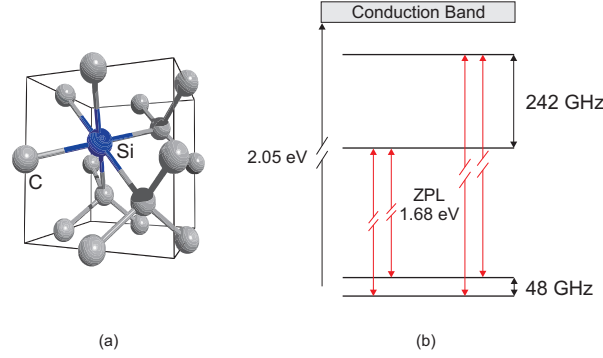 Conduction Band
Si
C
242 GHz
2.05 eV
ZPL
1.68 eV
48 GHz
(a)
(b)